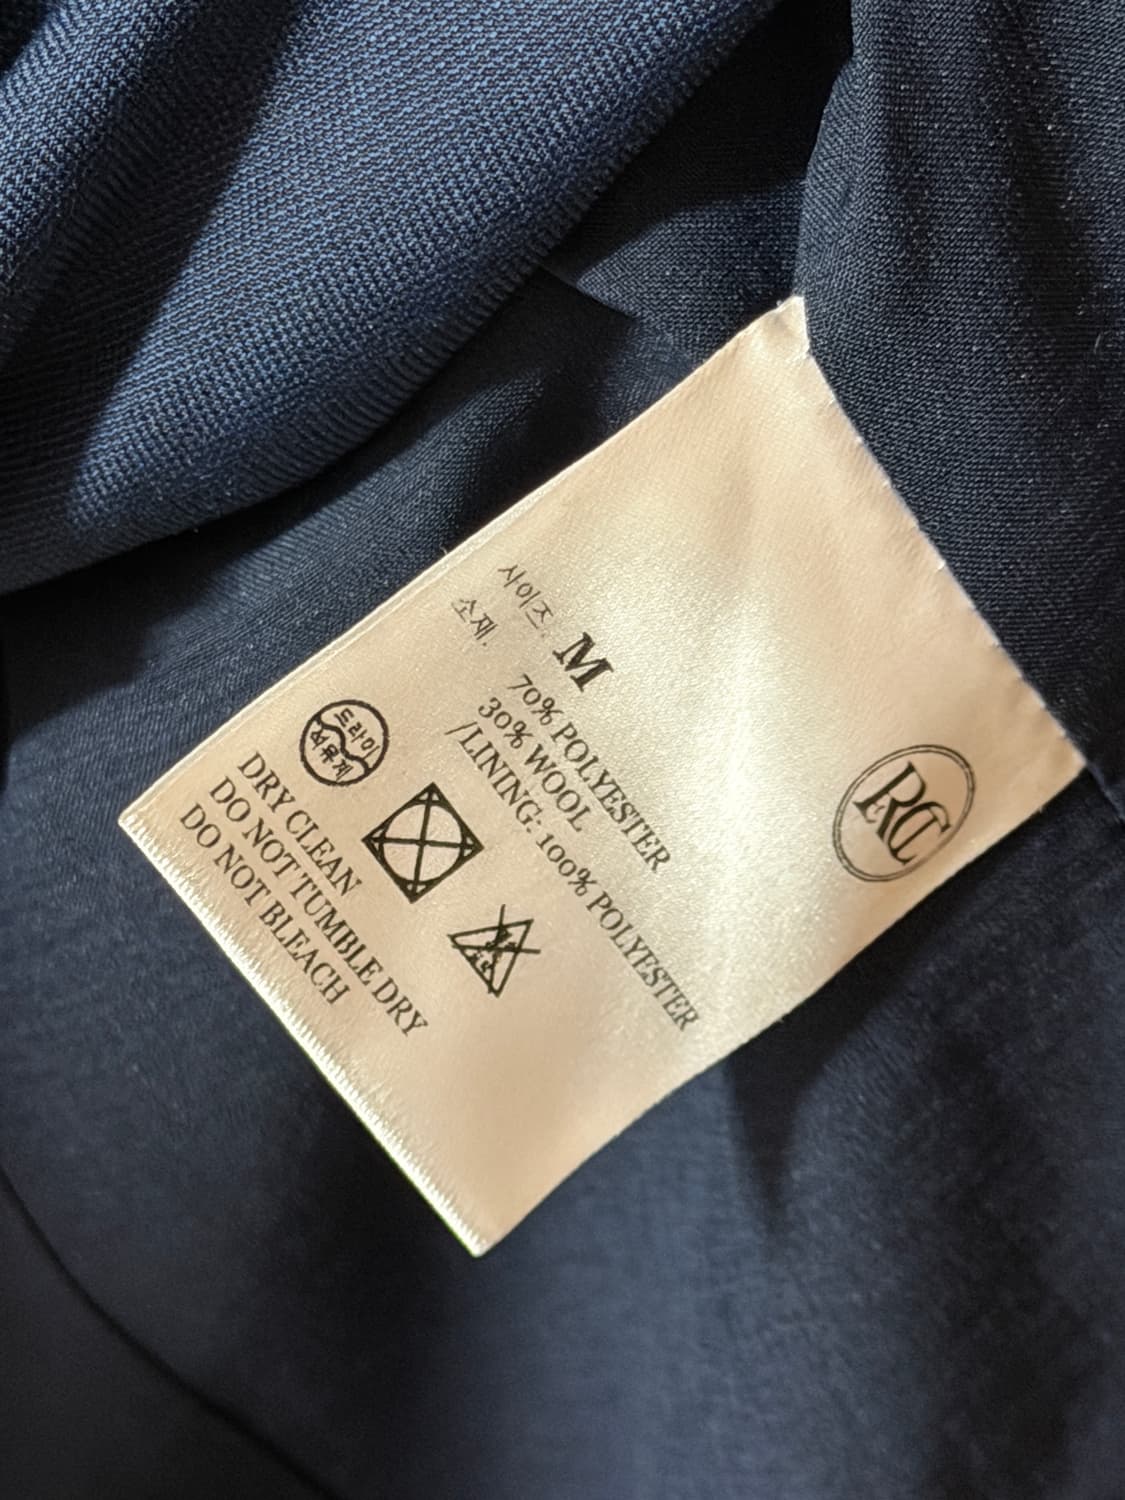 RCT
사이즈: M
소재: 70% POLYESTER
30% WOOL
/LINING: 100% POLYESTER
드라이
석유계
DRY CLEAN
DO NOT TUMBLE DRY
DO NOT BLEACH